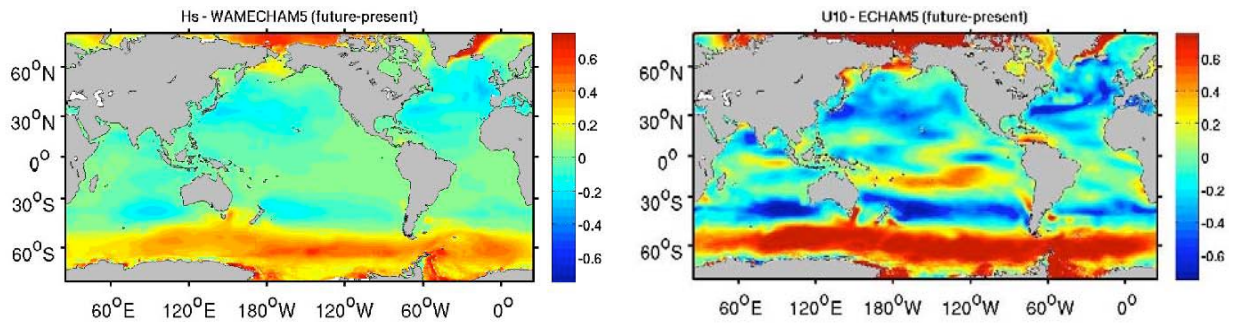 Hs - WAMECHAM5 (future-present)
60°N
30°N
0°
30°S
60°S
60°E
120°E
180°W
120°W
60°W
0°
0.6
0.4
0.2
0
-0.2
-0.4
-0.6
U10 - ECHAM5 (future-present)
60°N
30°N
0°
30°S
60°S
60°E
120°E
180°W
120°W
60°W
0°
0.6
0.4
0.2
0
-0.2
-0.4
-0.6